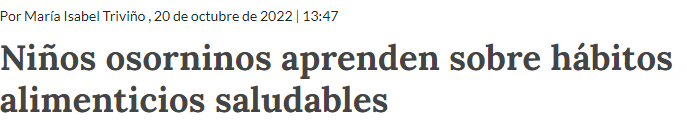 Por María Isabel Triviño , 20 de octubre de 2022 | 13:47
Niños osorninos aprenden sobre hábitos
alimenticios saludables